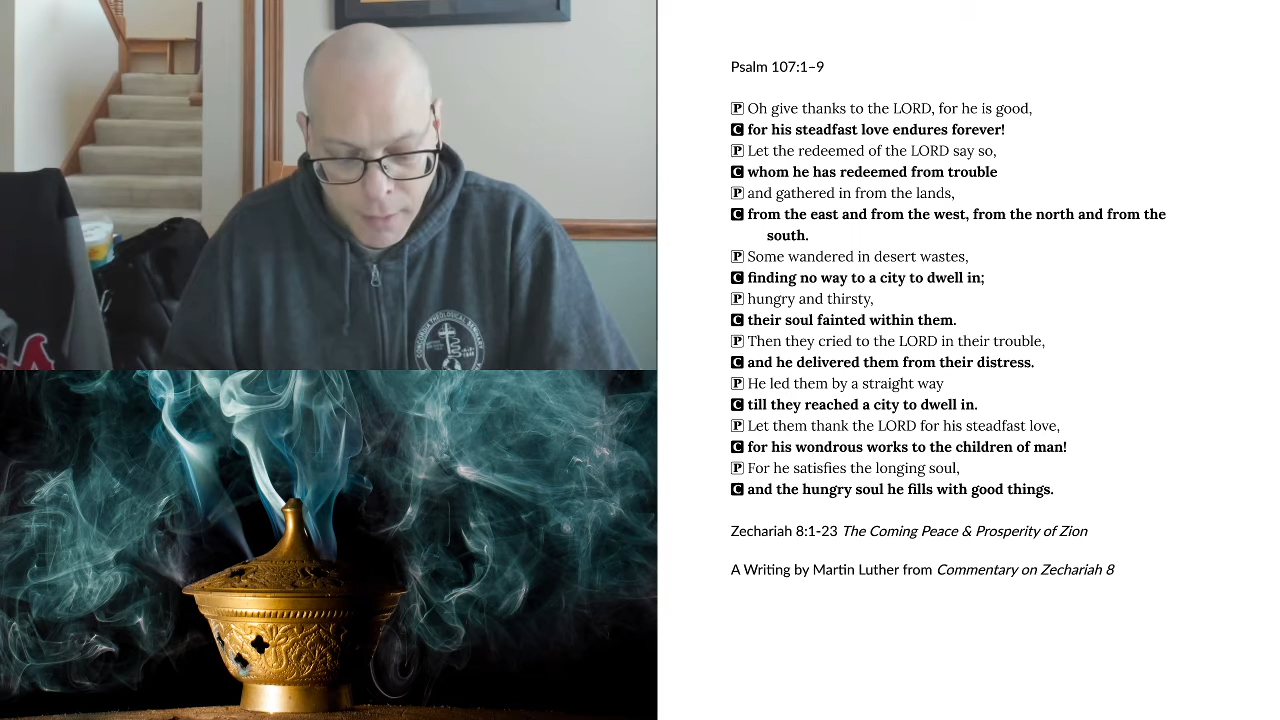 CONCORDIA THEOLOGICAL SEMINARY
Psalm 107:1–9
P Oh give thanks to the LORD, for he is good,
C for his steadfast love endures forever!
P Let the redeemed of the LORD say so,
C whom he has redeemed from trouble
P and gathered in from the lands,
C from the east and from the west, from the north and from the
south.
P Some wandered in desert wastes,
C finding no way to a city to dwell in;
P hungry and thirsty,
C their soul fainted within them.
P Then they cried to the LORD in their trouble,
C and he delivered them from their distress.
P He led them by a straight way
C till they reached a city to dwell in.
P Let them thank the LORD for his steadfast love,
C for his wondrous works to the children of man!
P For he satisfies the longing soul,
C and the hungry soul he fills with good things.
Zechariah 8:1-23 The Coming Peace & Prosperity of Zion
A Writing by Martin Luther from Commentary on Zechariah 8